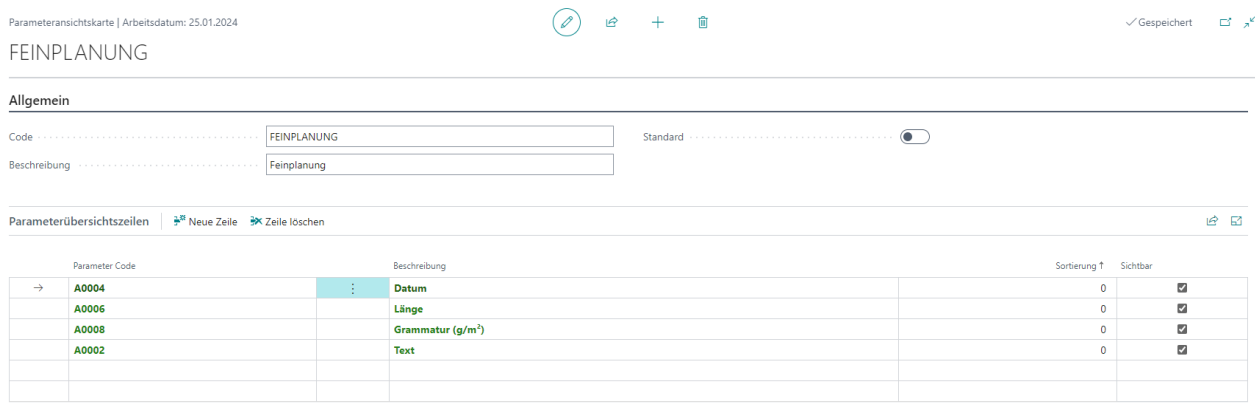 Parameteransichtskarte | Arbeitsdatum: 25.01.2024
Gespeichert
FEINPLANUNG
Allgemein
Code FEINPLANUNG Standard
Beschreibung Feinplanung
Parameterübersichtszeilen Neue Zeile Zeile löschen
Parameter Code Beschreibung Sortierung ↑ Sichtbar
A0004 Datum 0
A0006 Länge 0
A0008 Grammatur (g/m²) 0
A0002 Text 0